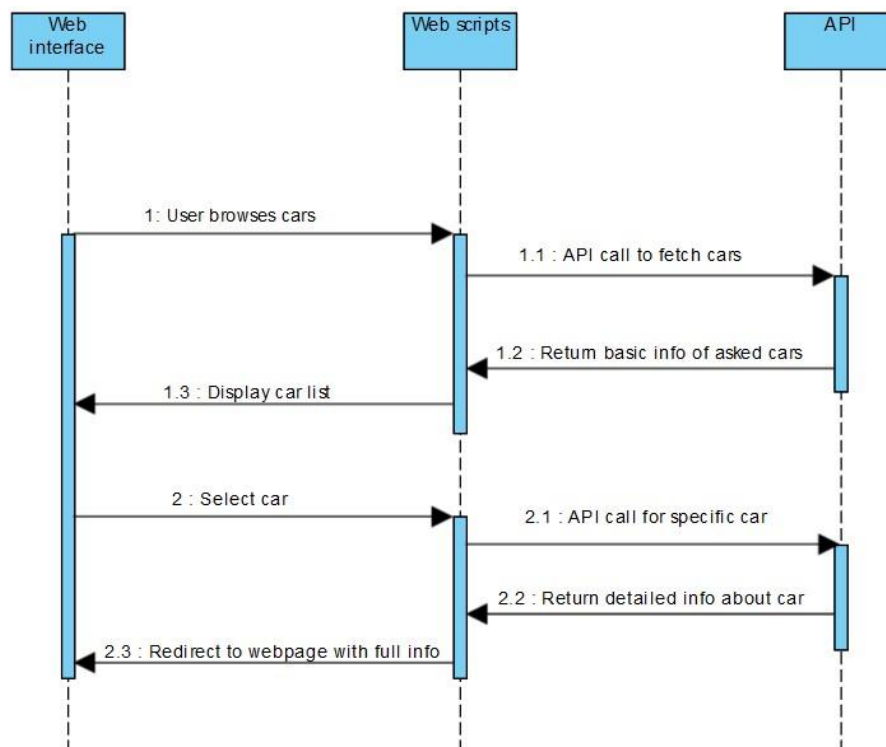 Web
interface
Web scripts
API
1: User browses cars
1.1 : API call to fetch cars
1.2 : Return basic info of asked cars
1.3 : Display car list
2 : Select car
2.1 : API call for specific car
2.2 : Return detailed info about car
2.3 : Redirect to webpage with full info